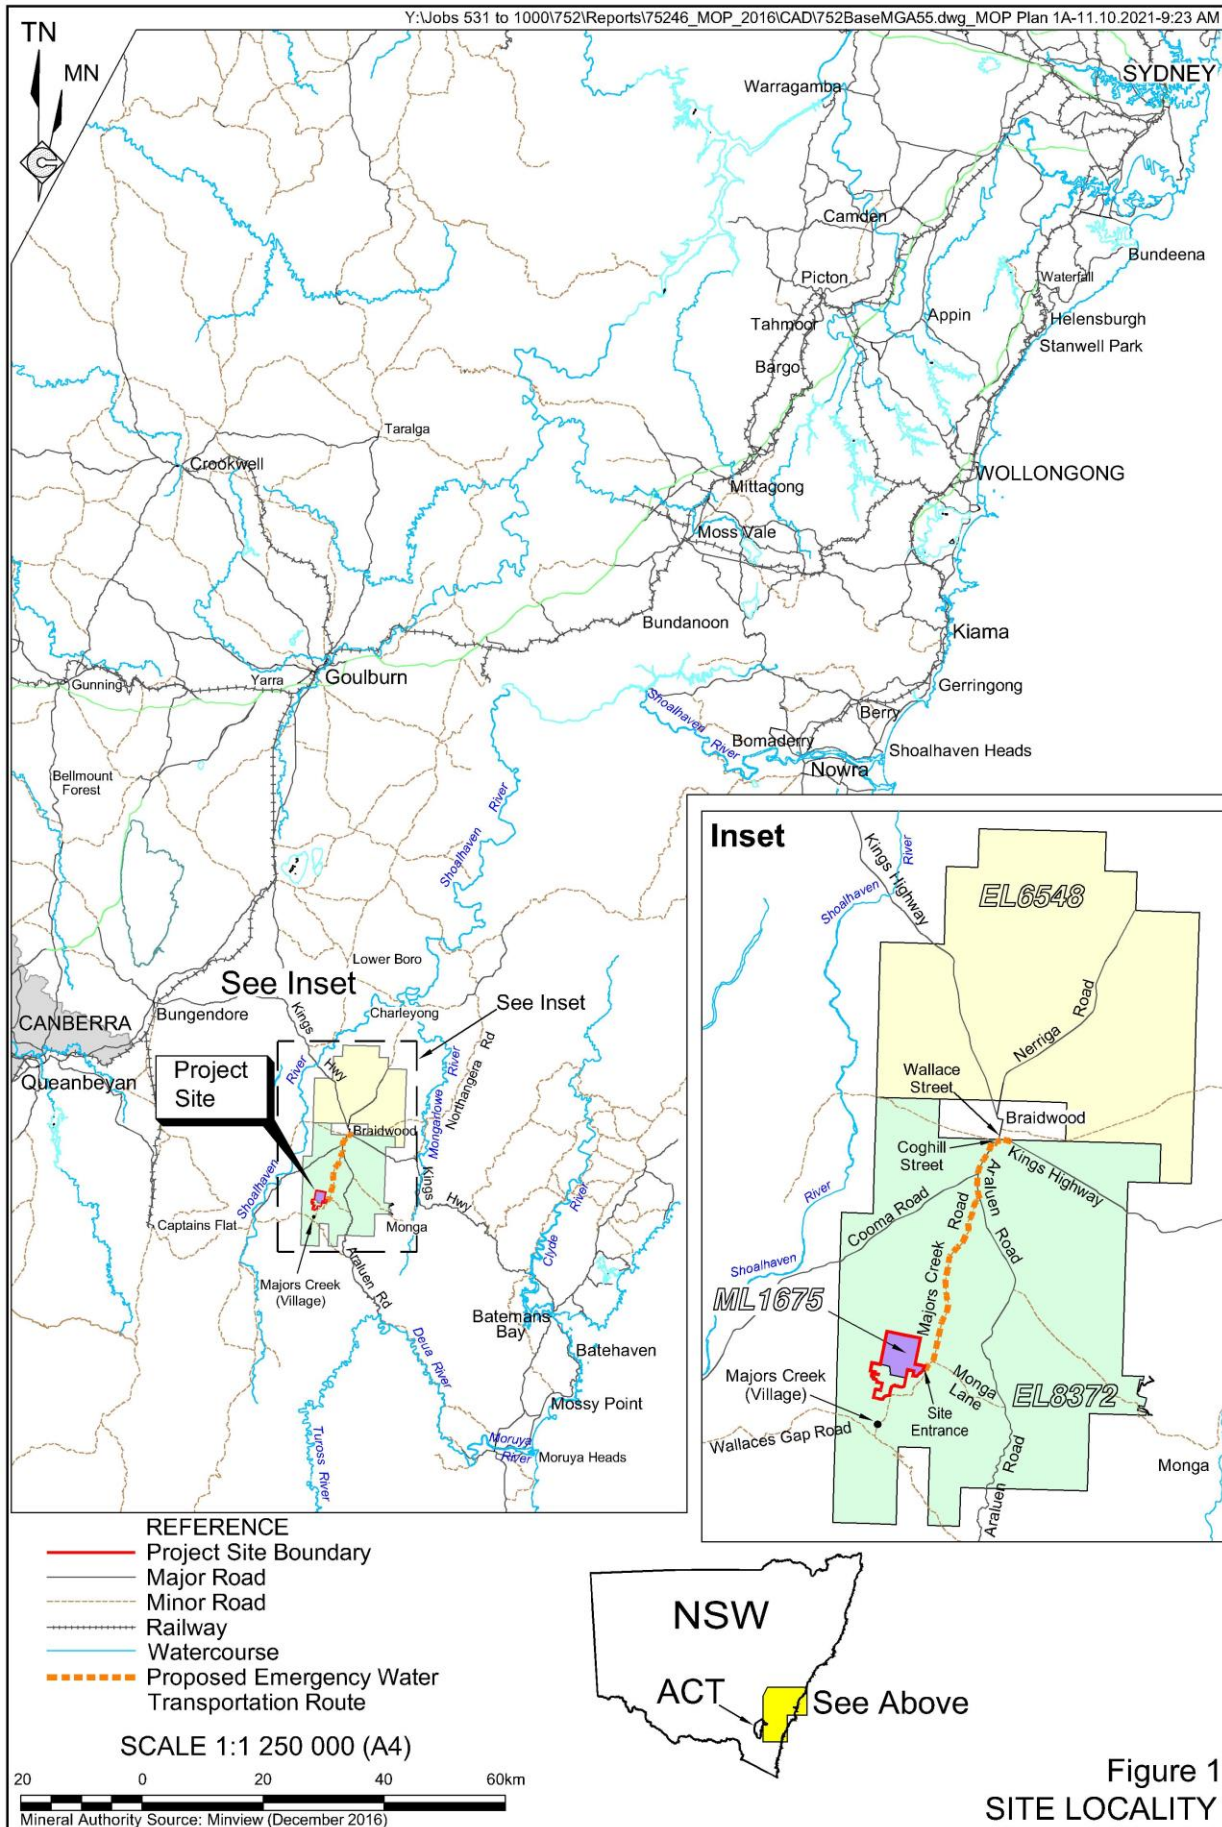 Y:\Jobs 531 to 1000\752\Reports\75246_MOP_2016\CAD\752BaseMGA55.dwg_MOP Plan 1A-11.10.2021-9:23 AM
TN
MN
SYDNEY
Warragamba
Camden
Bundeena
Picton
Waterfall
Tahmoor
Appin
Helensburgh
Stanwell Park
Bargo
Taralga
Crookwell
WOLLONGONG
Mittagong
Moss Vale
Bundanoon
Kiama
Gunning
Yarra
Goulburn
Gerringong
Shoalhaven
River
Berry
Bomaderry
Shoalhaven Heads
Nowra
Bellmount
Forest
River
Shoalhaven
Lower Boro
See Inset
See Inset
CANBERRA
Bungendore
Kings
Hwy
Charleyong
Queanbeyan
Project
Site
River
Shoalhaven
River
Mongarlowe
Northangera Rd
Braidwood
Kings
Hwy
Captains Flat
Monga
River
Clyde
Majors Creek
(Village)
Araluen Rd
Batemans
Bay
Batehaven
Deua River
Mossy Point
Tuross River
Moruya
River
Moruya Heads
Inset
Kings Highway
River
Shoalhaven
EL6548
Nerriga Road
Wallace
Street
Braidwood
Coghill
Street
Kings Highway
Araluen
Road
Cooma Road
River
Shoalhaven
Majors Creek Road
ML1675
Majors Creek
(Village)
Monga
Lane
EL8372
Site
Entrance
Wallaces Gap Road
Araluen Road
Monga
REFERENCE
Project Site Boundary
Major Road
Minor Road
Railway
Watercourse
Proposed Emergency Water
Transportation Route
NSW
ACT
See Above
SCALE 1:1 250 000 (A4)
20 0 20 40 60km
Mineral Authority Source: Minview (December 2016)
Figure 1
SITE LOCALITY